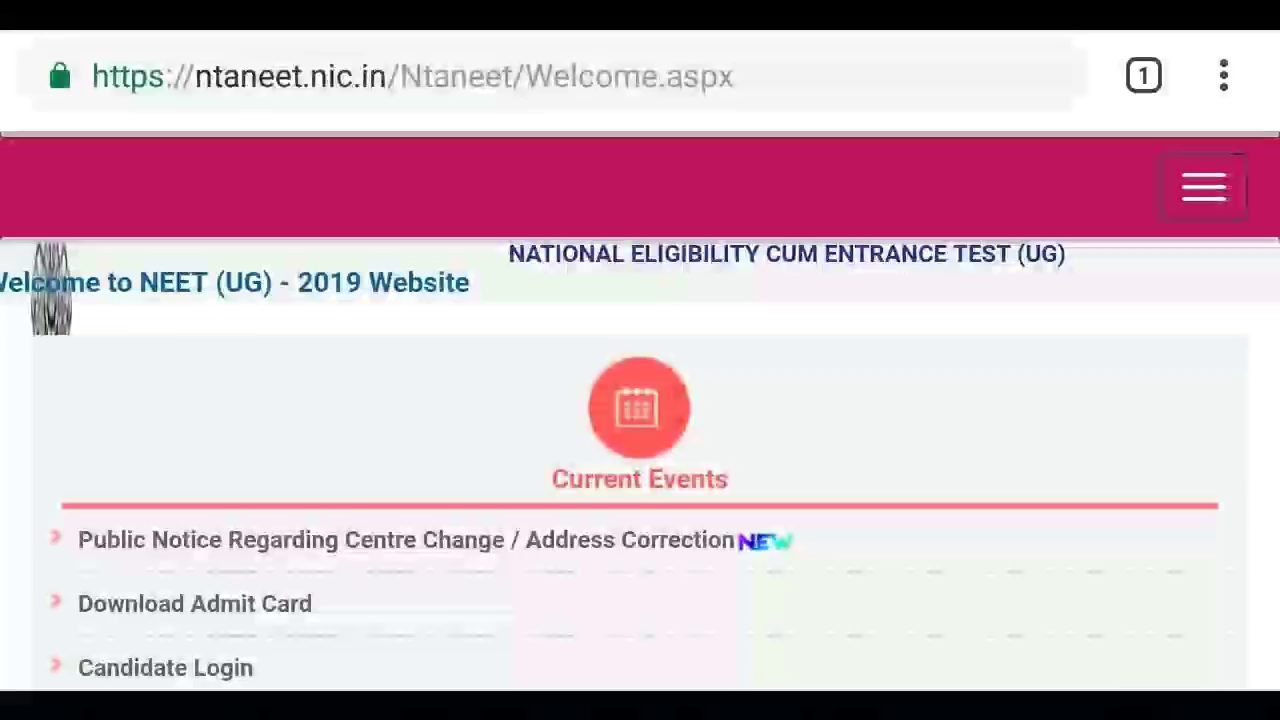 https://ntaneet.nic.in/Ntaneet/Welcome.aspx
1
NATIONAL ELIGIBILITY CUM ENTRANCE TEST (UG)
Welcome to NEET (UG) - 2019 Website
Current Events
Public Notice Regarding Centre Change / Address Correction NEW
Download Admit Card
Candidate Login